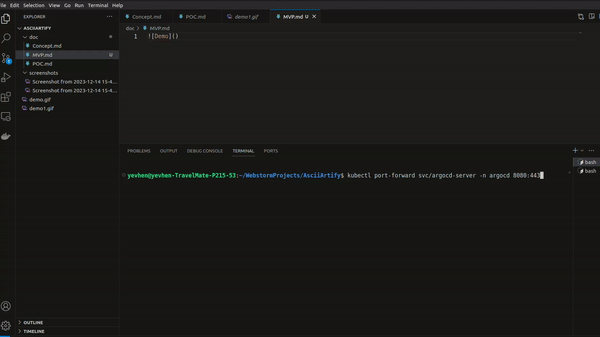 File Edit Selection View Go Run Terminal Help
EXPLORER
ASCIIARTIFY
doc
Concept.md
MVP.md U
POC.md
screenshots
Screenshot from 2023-12-14 15-4...
Screenshot from 2023-12-14 15-4...
demo.gif
demo1.gif
OUTLINE
TIMELINE
Concept.md
POC.md
demo1.gif
MVP.md U
doc > MVP.md
1 ![Demo]()
PROBLEMS OUTPUT DEBUG CONSOLE TERMINAL PORTS
yevhen@yevhen-TravelMate-P215-53:~/WebstormProjects/AsciiArtify$ kubectl port-forward svc/argocd-server -n argocd 8080:443
bash
bash